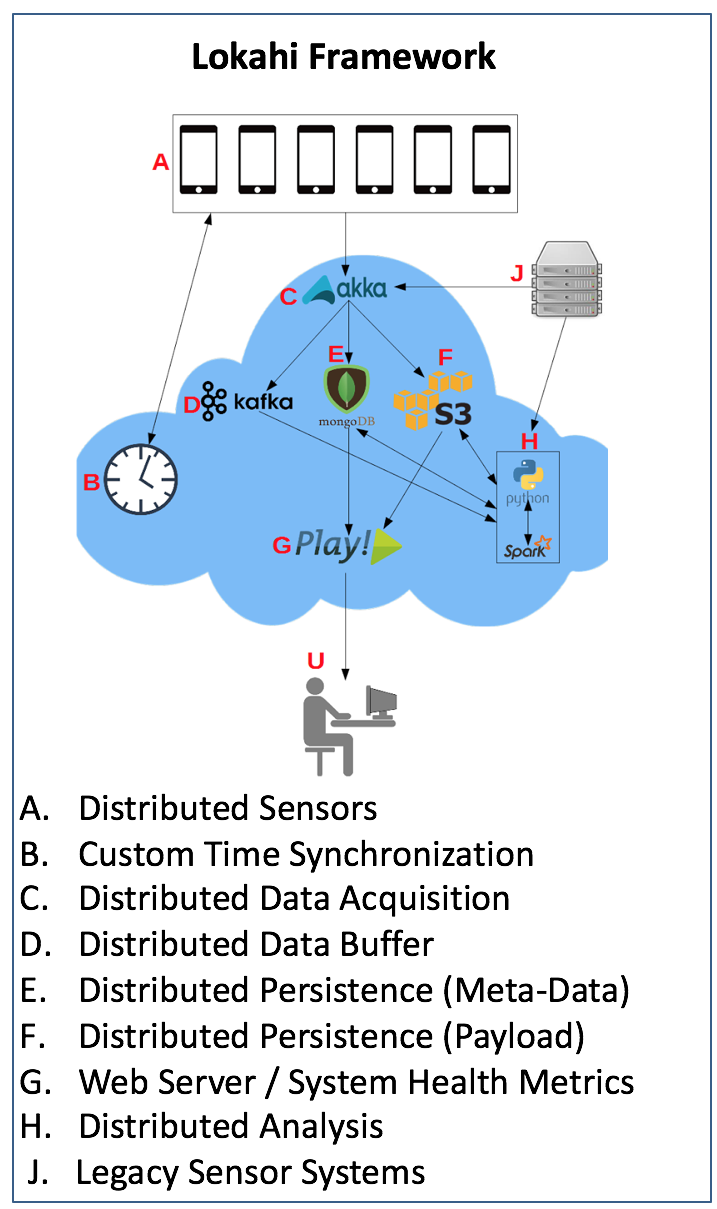 Lokahi Framework
A
J
C akka
E
F
D kafka
mongoDB
S3
H
B
python
G Play!
Spark
U
A. Distributed Sensors
B. Custom Time Synchronization
C. Distributed Data Acquisition
D. Distributed Data Buffer
E. Distributed Persistence (Meta-Data)
F. Distributed Persistence (Payload)
G. Web Server / System Health Metrics
H. Distributed Analysis
J. Legacy Sensor Systems